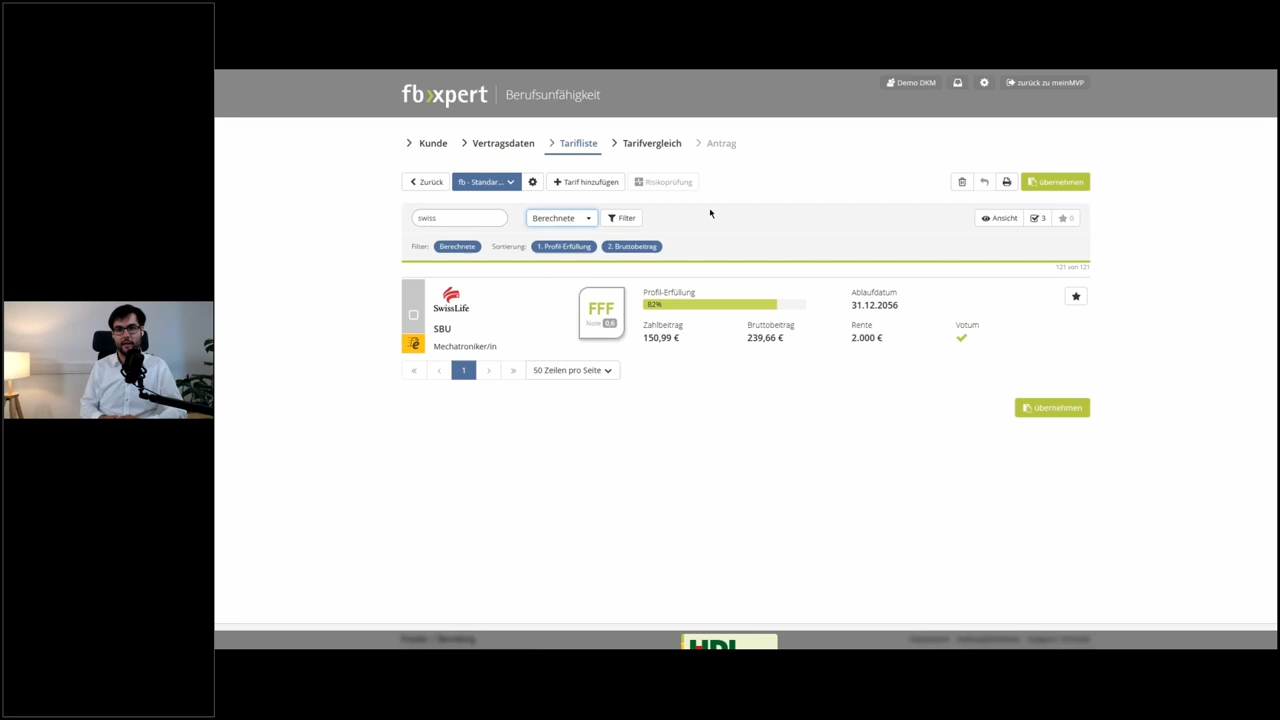 fb>xpert | Berufsunfähigkeit
Demo DKM
zurück zu meinMVP
Kunde
Vertragsdaten
Tarifliste
Tarifvergleich
Antrag
Zurück
fb - Standar...
Tarif hinzufügen
Risikoprüfung
übernehmen
swiss
Berechnete
Filter
Ansicht
3
0
Filter: Berechnete Sortierung: 1. Profil-Erfüllung 2. Bruttobeitrag
121 von 121
SwissLife
SBU
Mechatroniker/in
FFF
Note 0,6
Profil-Erfüllung
82%
Ablaufdatum
31.12.2056
Zahlbeitrag
150,99 €
Bruttobeitrag
239,66 €
Rente
2.000 €
Votum
« ‹ 1 › »
50 Zeilen pro Seite
übernehmen
HDI